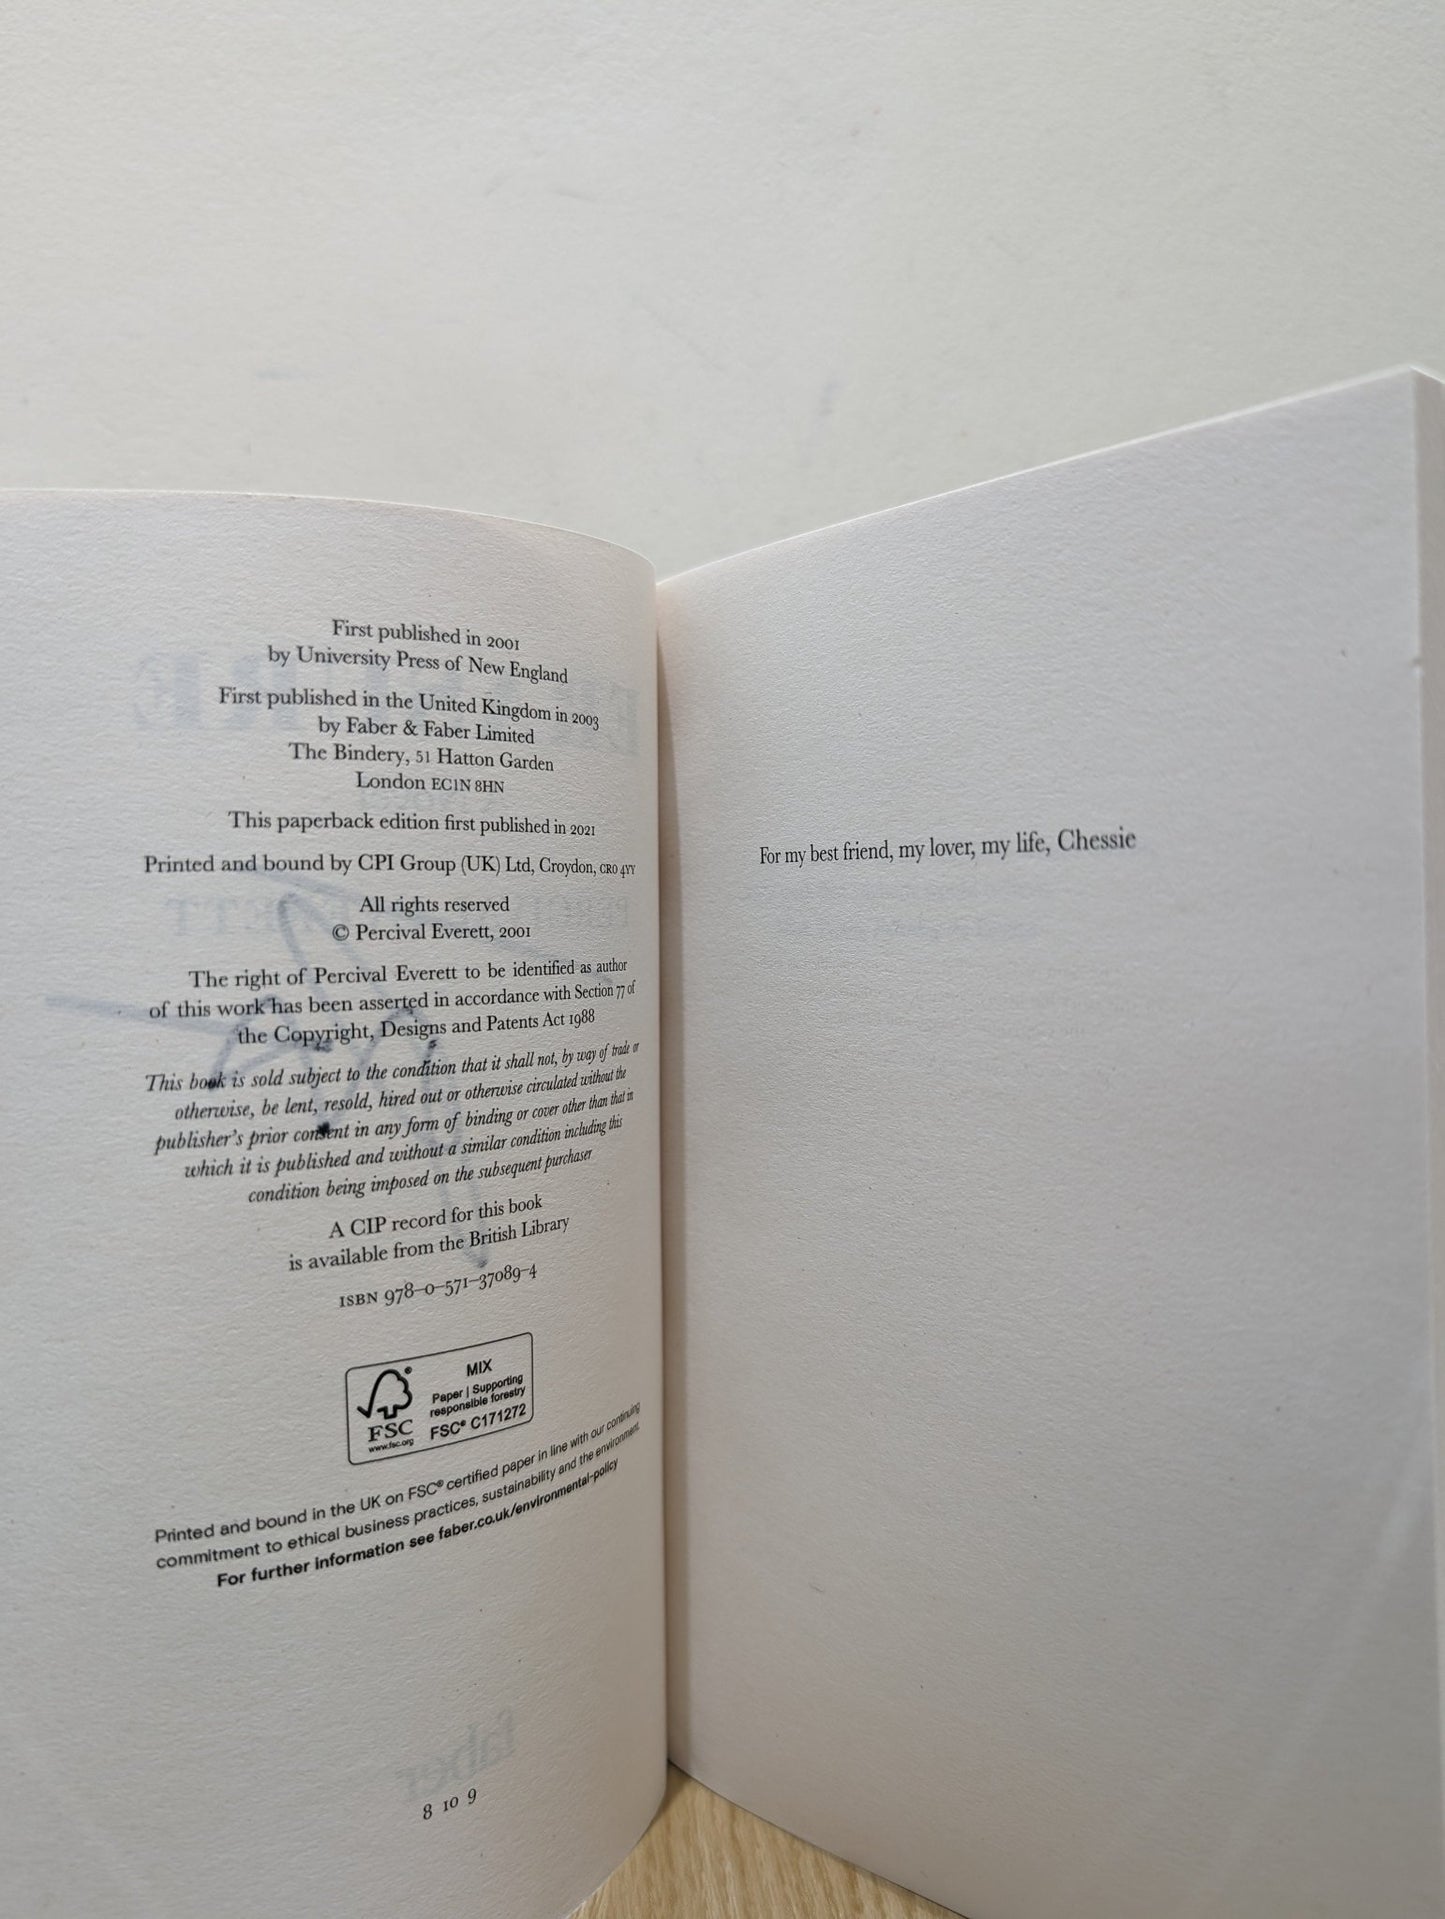 First published in 2001
by University Press of New England
First published in the United Kingdom in 2003
by Faber & Faber Limited
The Bindery, 51 Hatton Garden
London EC1N 8HN
This paperback edition first published in 2021
Printed and bound by CPI Group (UK) Ltd, Croydon, CR0 4YY
All rights reserved
© Percival Everett, 2001
The right of Percival Everett to be identified as author
of this work has been asserted in accordance with Section 77 of
the Copyright, Designs and Patents Act 1988
This book is sold subject to the condition that it shall not, by way of trade or
otherwise, be lent, resold, hired out or otherwise circulated without the
publisher's prior consent in any form of binding or cover other than that in
which it is published and without a similar condition including this
condition being imposed on the subsequent purchaser
A CIP record for this book
is available from the British Library
ISBN 978–0–571–37089–4
FSC
www.fsc.org
MIX
Paper | Supporting
responsible forestry
FSC® C171272
Printed and bound in the UK on FSC® certified paper in line with our continuing
commitment to ethical business practices, sustainability and the environment.
For further information see faber.co.uk/environmental-policy
faber
8 10 9
For my best friend, my lover, my life, Chessie